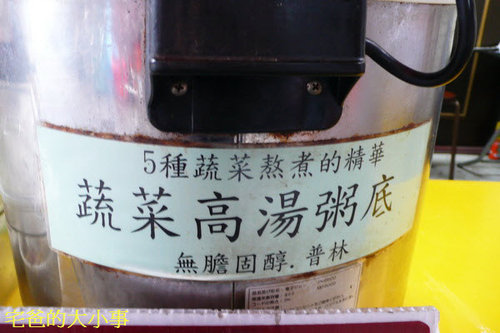 5種蔬菜熬煮的精華
蔬菜高湯粥底
無膽固醇.普林
宅爸的大小事